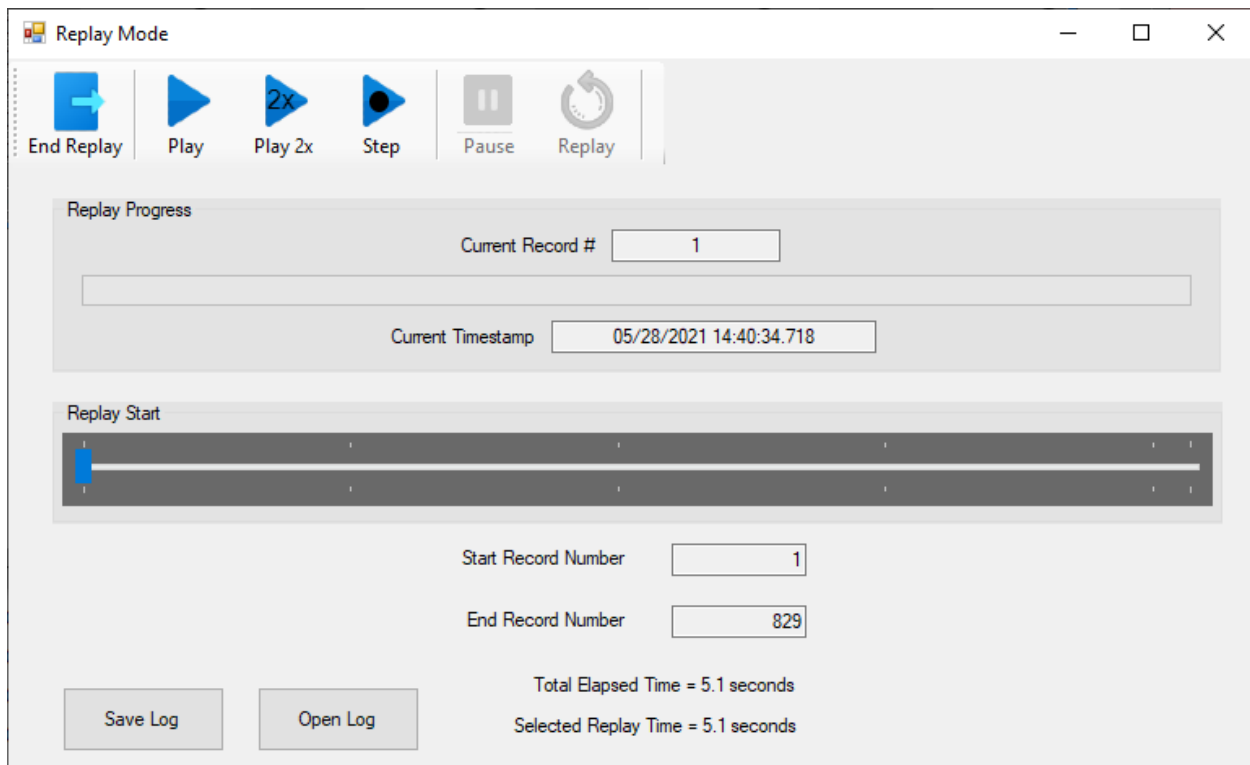 Replay Mode
2x
End Replay Play Play 2x Step Pause Replay
Replay Progress
Current Record # 1
Current Timestamp 05/28/2021 14:40:34.718
Replay Start
Start Record Number 1
End Record Number 829
Total Elapsed Time = 5.1 seconds
Save Log Open Log
Selected Replay Time = 5.1 seconds